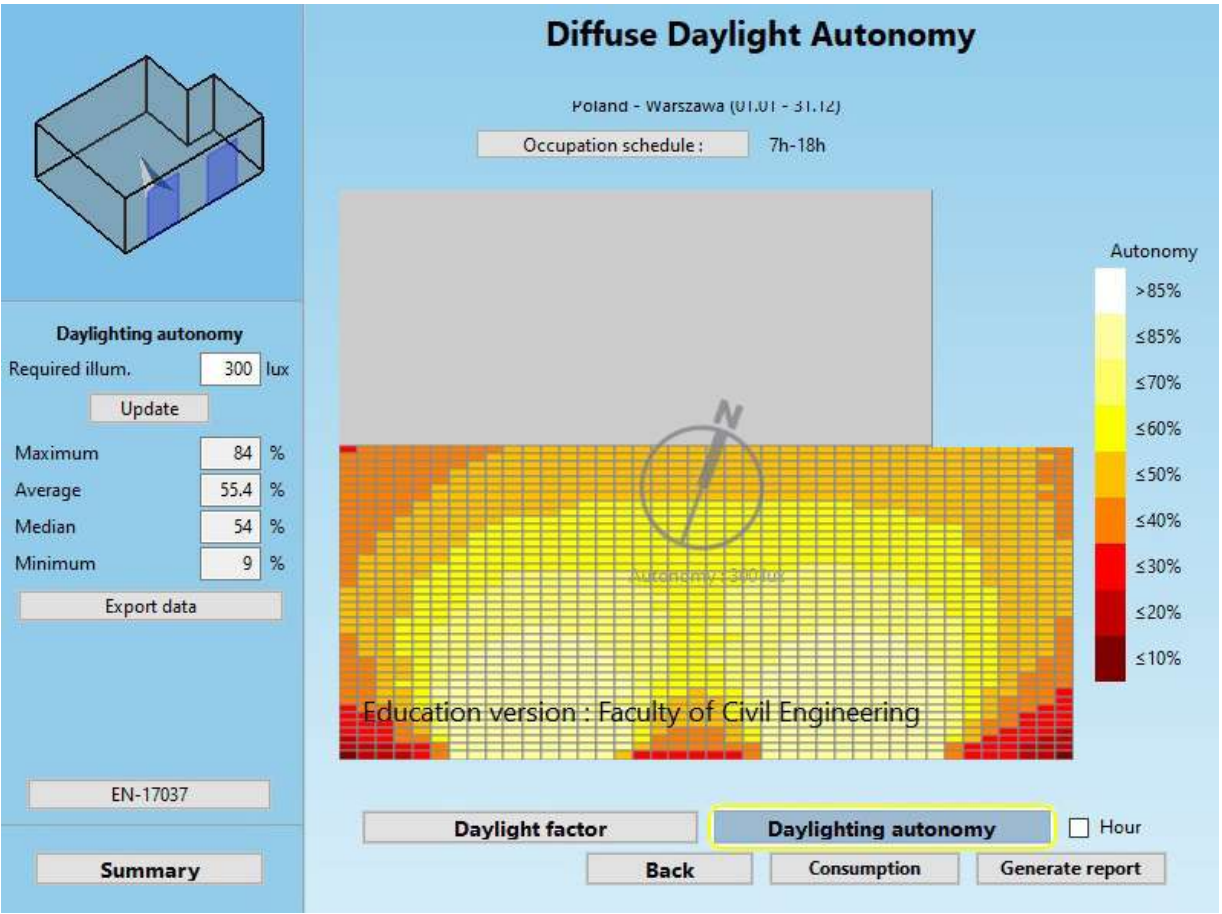 Diffuse Daylight Autonomy
Poland - Warszawa (01.01 - 31.12)
Occupation schedule : 7h-18h
Daylighting autonomy
Required illum. 300 lux
Update
Maximum 84 %
Average 55.4 %
Median 54 %
Minimum 9 %
Export data
EN-17037
Summary
N
Autonomy : 300 lux
Education version : Faculty of Civil Engineering
Autonomy
>85%
≤85%
≤70%
≤60%
≤50%
≤40%
≤30%
≤20%
≤10%
Daylight factor
Daylighting autonomy
Hour
Back
Consumption
Generate report